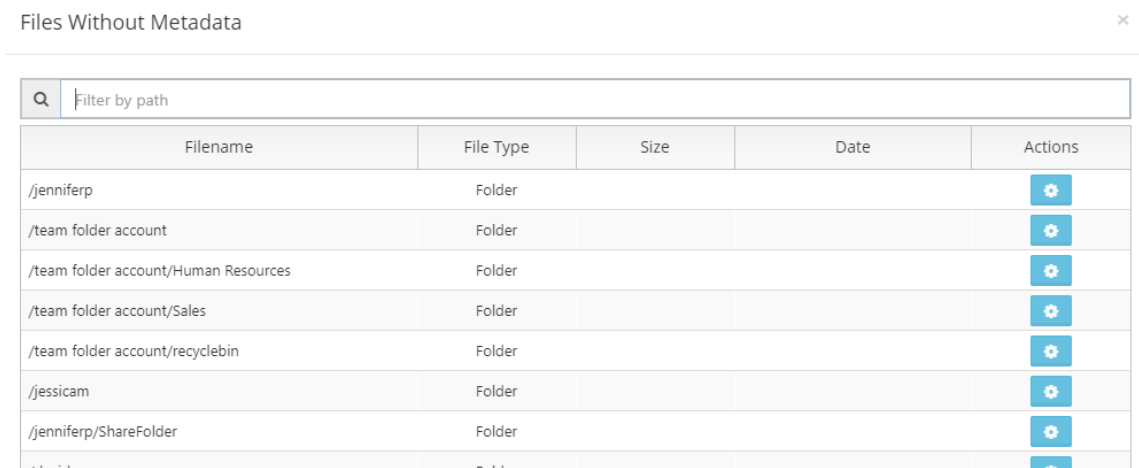 Files Without Metadata ×
Filter by path
Filename File Type Size Date Actions
/jenniferp Folder
/team folder account Folder
/team folder account/Human Resources Folder
/team folder account/Sales Folder
/team folder account/recyclebin Folder
/jessicam Folder
/jenniferp/ShareFolder Folder